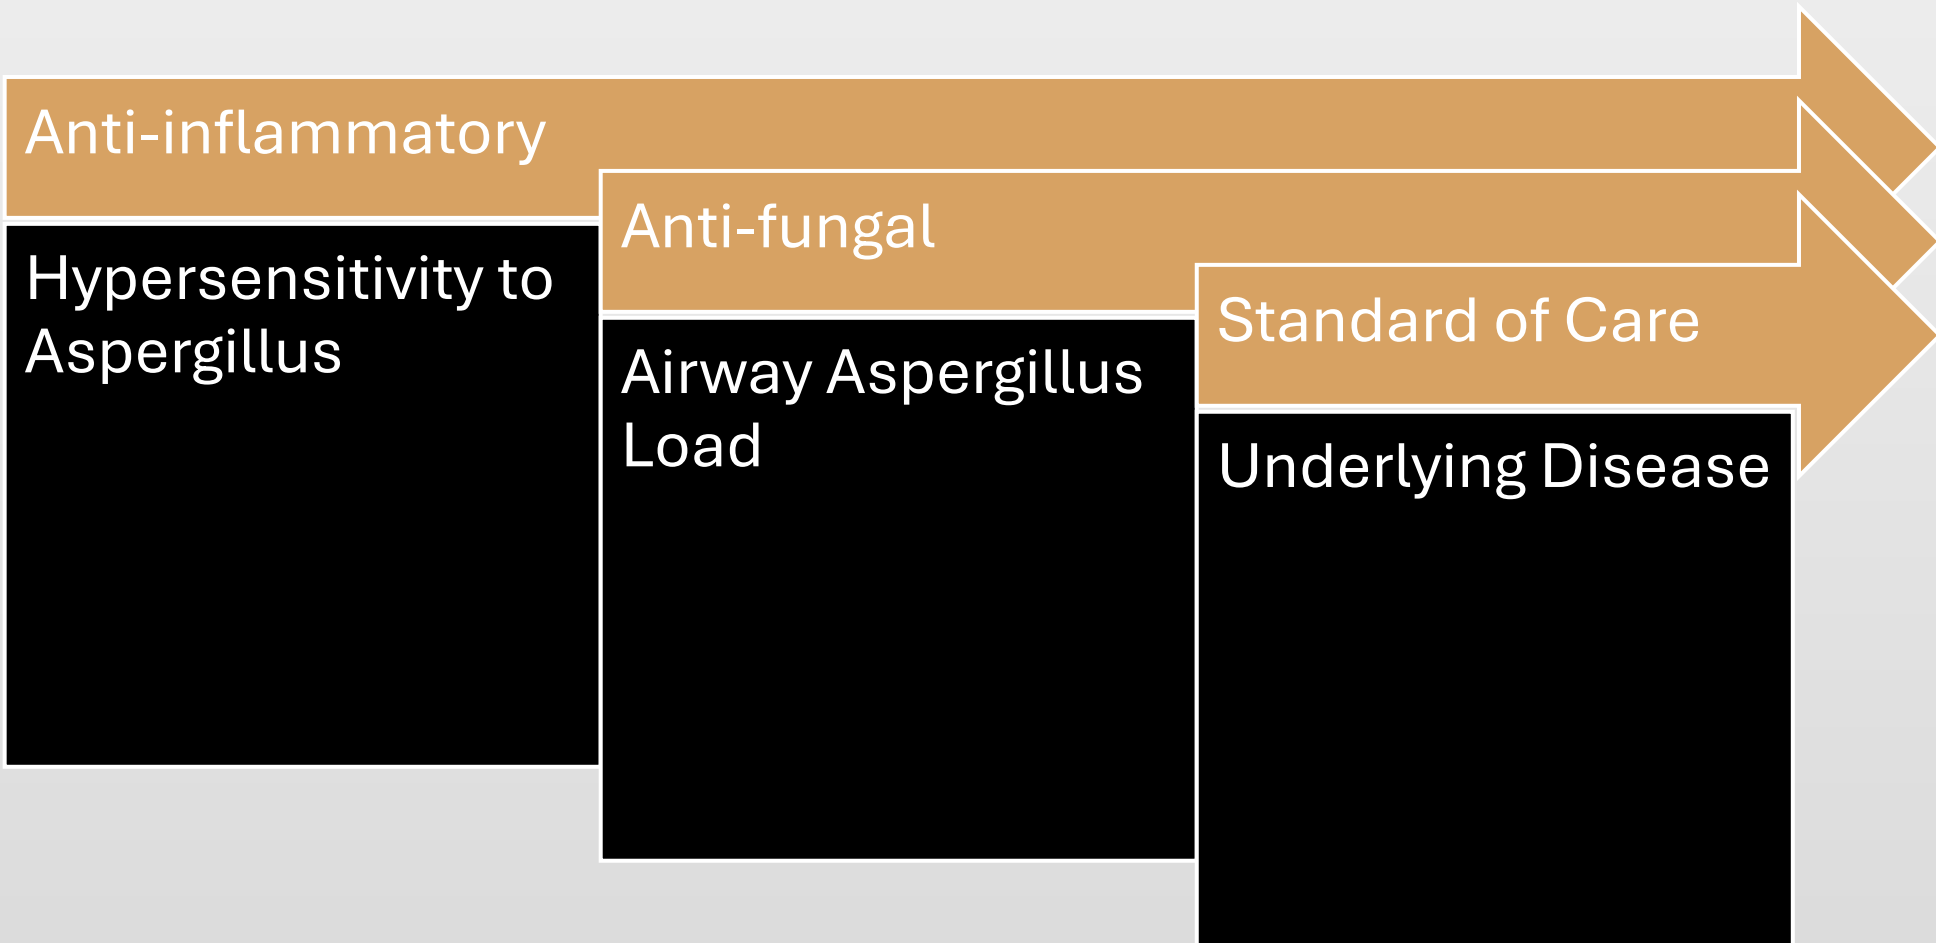 Anti-inflammatory
Hypersensitivity to
Aspergillus
Anti-fungal
Airway Aspergillus
Load
Standard of Care
Underlying Disease